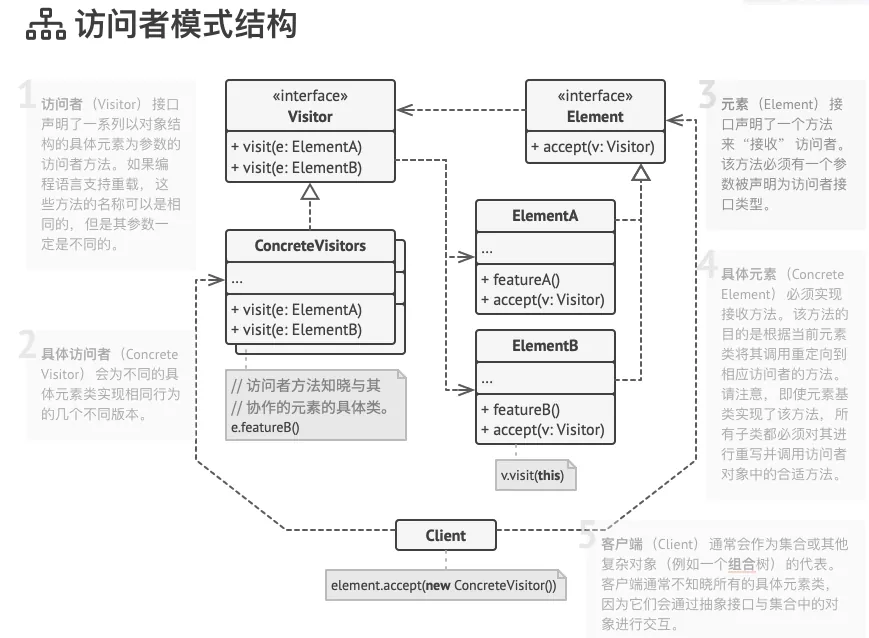 访问者模式结构
1
访问者（Visitor）接口
声明了一系列以对象结
构的具体元素为参数的
访问者方法。如果编
程语言支持重载，这
些方法的名称可以是相
同的，但是其参数一
定是不同的。
2
具体访问者（Concrete
Visitor）会为不同的具
体元素类实现相同行为
的几个不同版本。
«interface»
Visitor
+ visit(e: ElementA)
+ visit(e: ElementB)
ConcreteVisitors
...
+ visit(e: ElementA)
+ visit(e: ElementB)
// 访问者方法知晓与其
// 协作的元素的具体类。
e.featureB()
«interface»
Element
+ accept(v: Visitor)
ElementA
...
+ featureA()
+ accept(v: Visitor)
ElementB
...
+ featureB()
+ accept(v: Visitor)
v.visit(this)
3
元素（Element）接
口声明了一个方法
来“接收”访问者。
该方法必须有一个参
数被声明为访问者接
口类型。
4
具体元素（Concrete
Element）必须实现
接收方法。该方法的
目的是根据当前元素
类将其调用重定向到
相应访问者的方法。
请注意，即使元素基
类实现了该方法，所
有子类都必须对其进
行重写并调用访问者
对象中的合适方法。
Client
element.accept(new ConcreteVisitor())
5
客户端（Client）通常会作为集合或其他
复杂对象（例如一个组合树）的代表。
客户端通常不知晓所有的具体元素类，
因为它们会通过抽象接口与集合中的对
象进行交互。